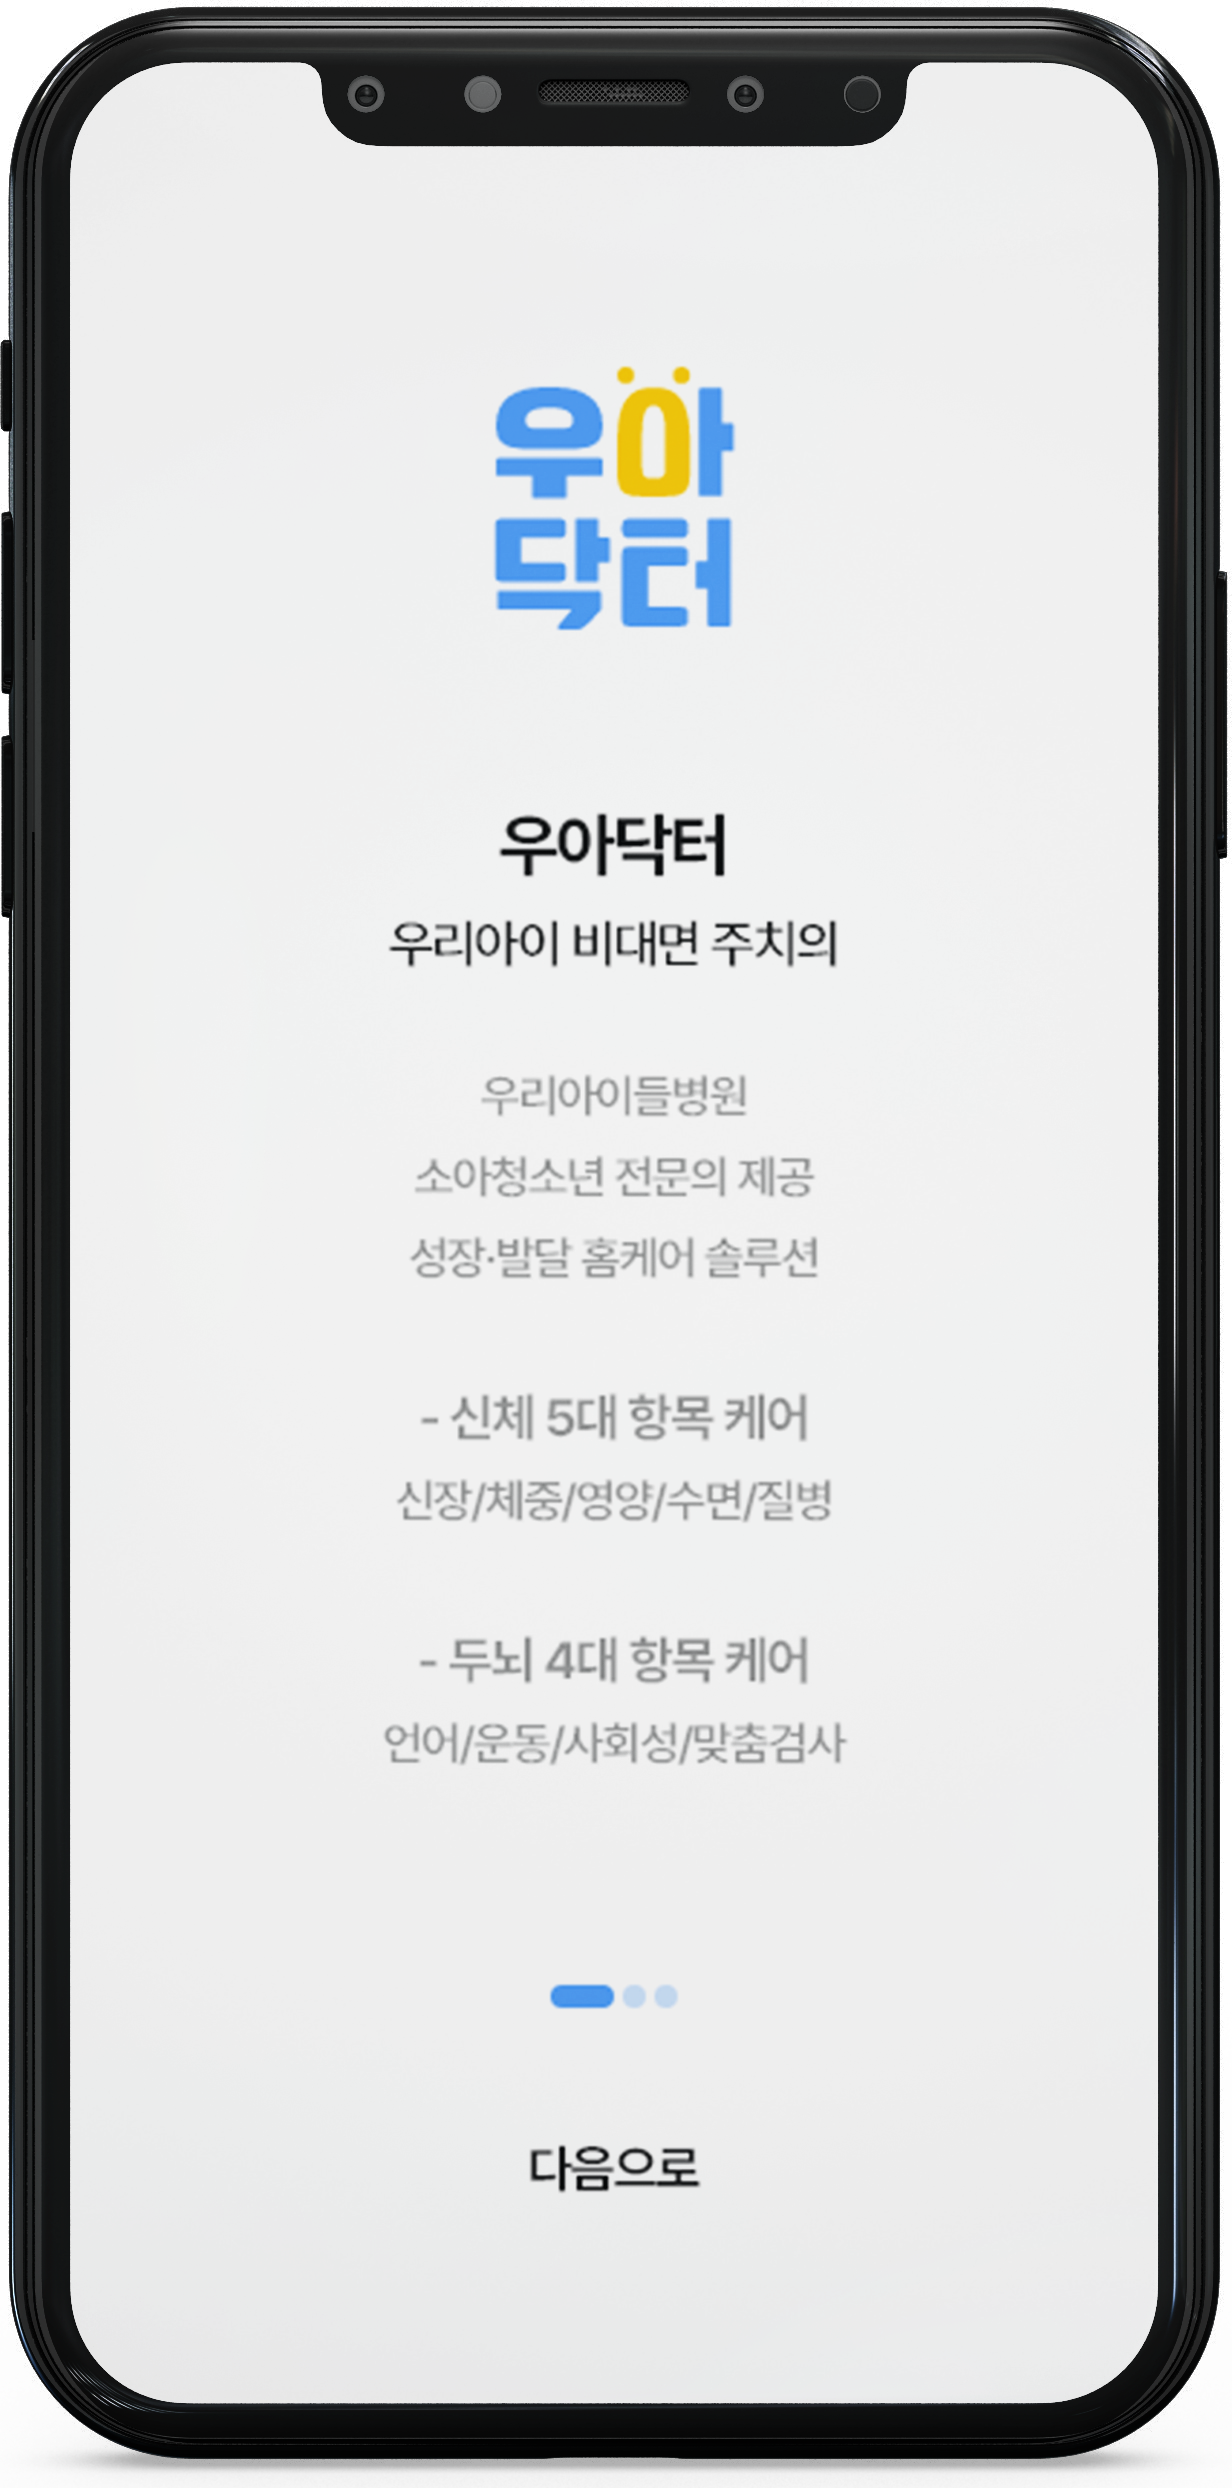 우아
닥터
우아닥터
우리아이 비대면 주치의
우리아이들병원
소아청소년 전문의 제공
성장·발달 홈케어 솔루션
- 신체 5대 항목 케어
신장/체중/영양/수면/질병
- 두뇌 4대 항목 케어
언어/운동/사회성/맞춤검사
다음으로